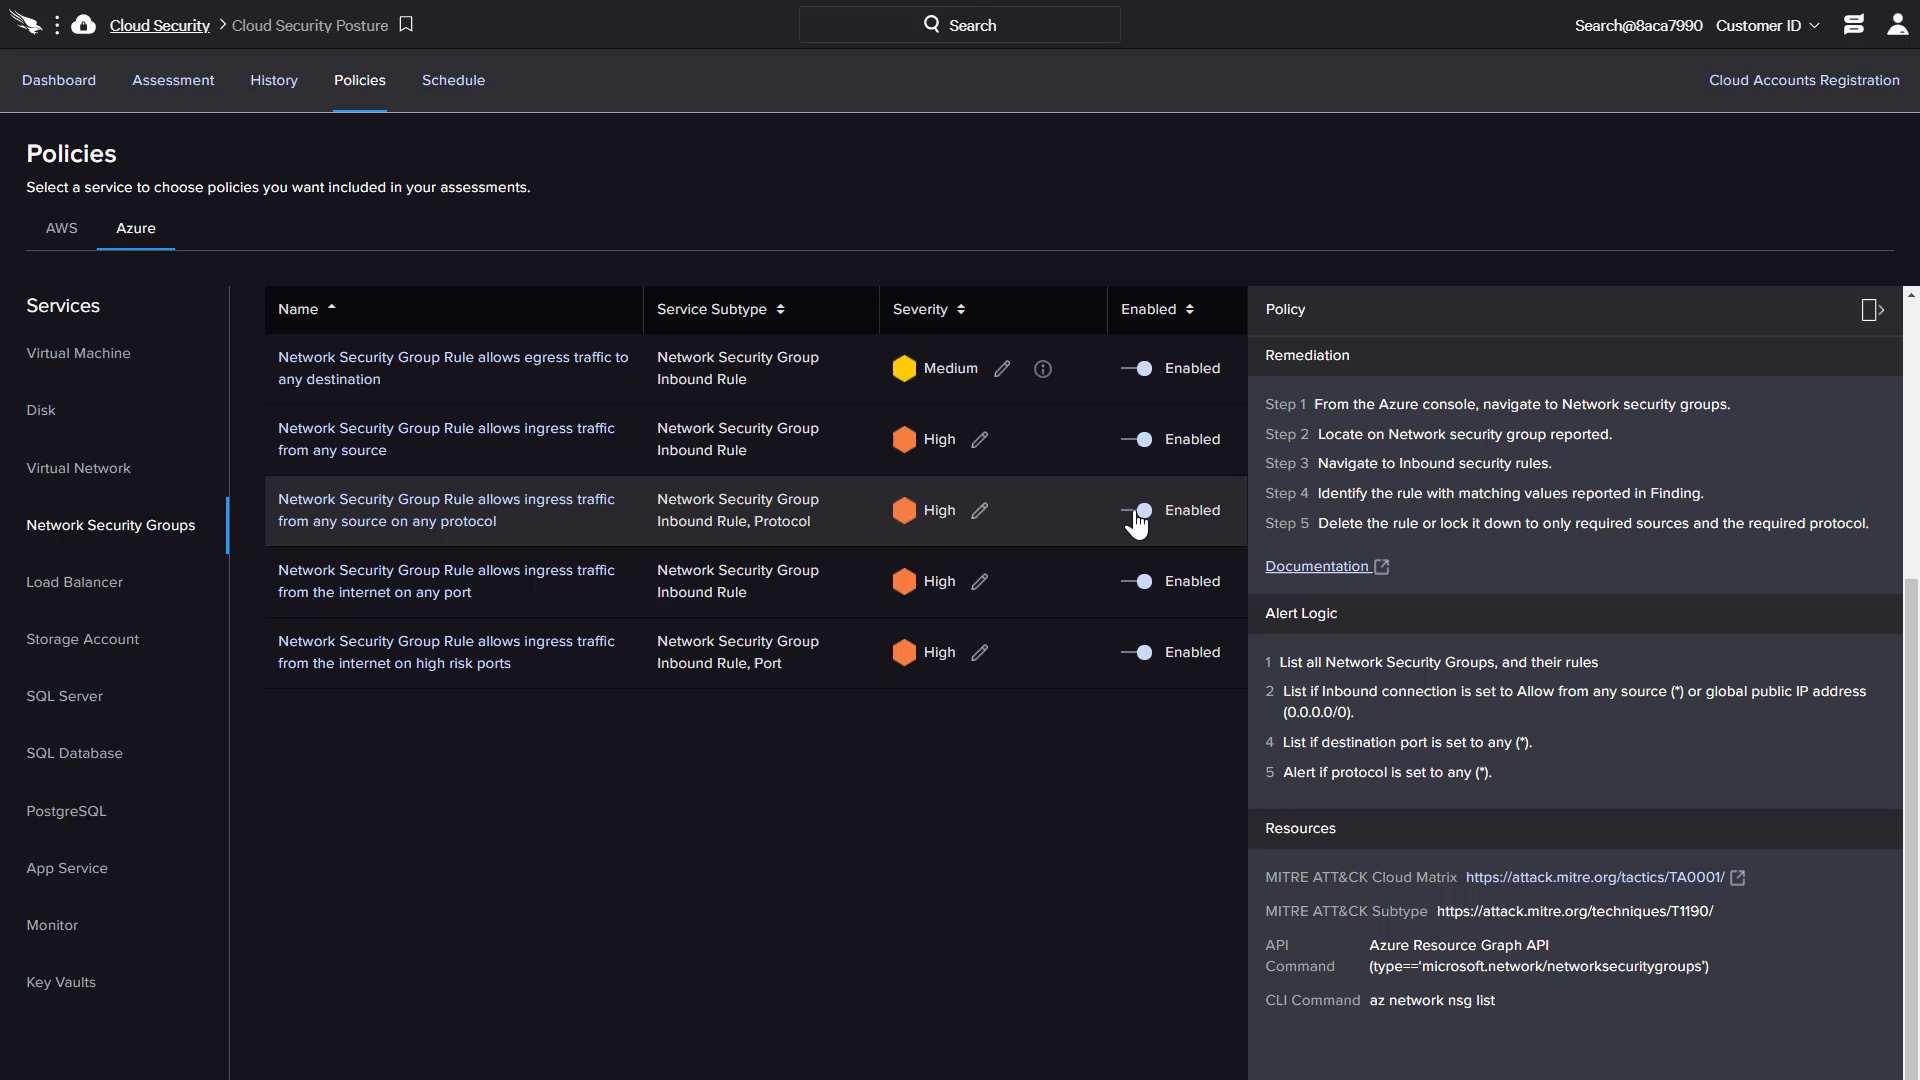 Cloud Security > Cloud Security Posture
Search
Search@8aca7990 Customer ID
Dashboard Assessment History Policies Schedule
Cloud Accounts Registration
Policies
Select a service to choose policies you want included in your assessments.
AWS Azure
Services
Virtual Machine
Disk
Virtual Network
Network Security Groups
Load Balancer
Storage Account
SQL Server
SQL Database
PostgreSQL
App Service
Monitor
Key Vaults
Name Service Subtype Severity Enabled
Network Security Group Rule allows egress traffic to
any destination
Network Security Group
Inbound Rule
Medium
Enabled
Network Security Group Rule allows ingress traffic
from any source
Network Security Group
Inbound Rule
High
Enabled
Network Security Group Rule allows ingress traffic
from any source on any protocol
Network Security Group
Inbound Rule, Protocol
High
Enabled
Network Security Group Rule allows ingress traffic
from the internet on any port
Network Security Group
Inbound Rule
High
Enabled
Network Security Group Rule allows ingress traffic
from the internet on high risk ports
Network Security Group
Inbound Rule, Port
High
Enabled
Policy
Remediation
Step 1 From the Azure console, navigate to Network security groups.
Step 2 Locate on Network security group reported.
Step 3 Navigate to Inbound security rules.
Step 4 Identify the rule with matching values reported in Finding.
Step 5 Delete the rule or lock it down to only required sources and the required protocol.
Documentation
Alert Logic
1 List all Network Security Groups, and their rules
2 List if Inbound connection is set to Allow from any source (*) or global public IP address
(0.0.0.0/0).
4 List if destination port is set to any (*).
5 Alert if protocol is set to any (*).
Resources
MITRE ATT&CK Cloud Matrix https://attack.mitre.org/tactics/TA0001/
MITRE ATT&CK Subtype https://attack.mitre.org/techniques/T1190/
API Azure Resource Graph API
Command (type=='microsoft.network/networksecuritygroups')
CLI Command az network nsg list